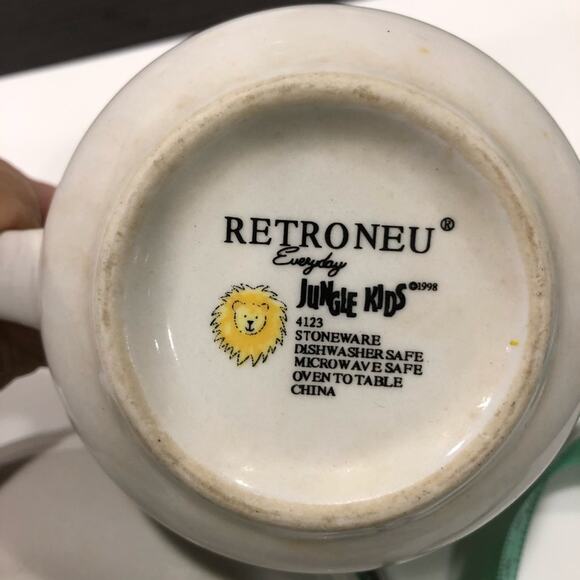 RETRONEU®
Everyday
JUNGLE KIDS ©1998
4123
STONEWARE
DISHWASHER SAFE
MICROWAVE SAFE
OVEN TO TABLE
CHINA